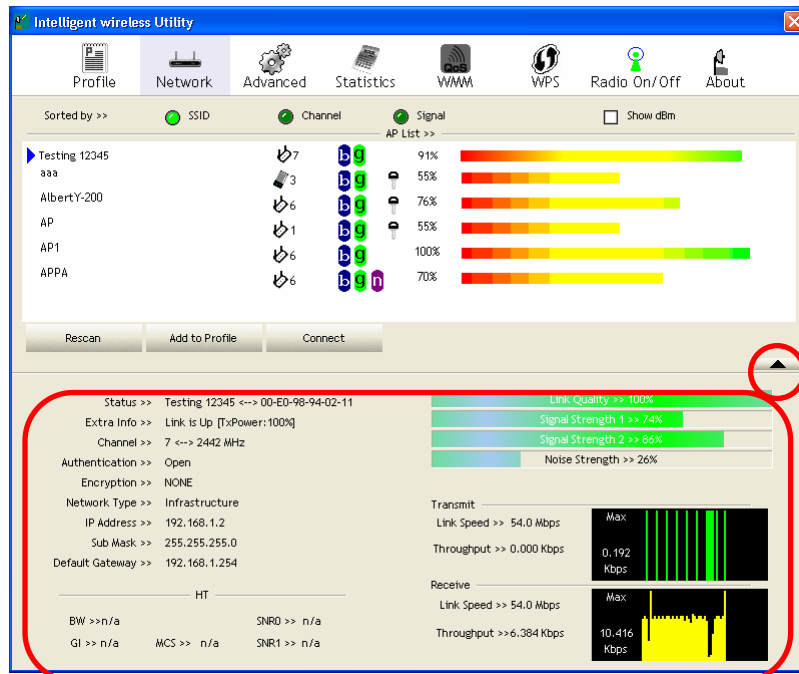 Intelligent wireless Utility
Profile Network Advanced Statistics QoS WMM WPS Radio On/Off About
Sorted by >> SSID Channel Signal Show dBm
AP List >>
Testing 12345 7 b g 91%
aaa 3 b g 55%
AlbertY-200 6 b g 76%
AP 1 b g 55%
AP1 6 b g 100%
APPA 6 b g n 70%
Rescan Add to Profile Connect
Status >> Testing 12345 <--> 00-E0-98-94-02-11
Extra Info >> Link is Up [TxPower:100%]
Channel >> 7 <--> 2442 MHz
Authentication >> Open
Encryption >> NONE
Network Type >> Infrastructure
IP Address >> 192.168.1.2
Sub Mask >> 255.255.255.0
Default Gateway >> 192.168.1.254
HT
BW >>n/a SNR0 >> n/a
GI >> n/a MCS >> n/a SNR1 >> n/a
Link Quality >> 100%
Signal Strength 1 >> 74%
Signal Strength 2 >> 86%
Noise Strength >> 26%
Transmit
Link Speed >> 54.0 Mbps
Throughput >> 0.000 Kbps
Max
0.192
Kbps
Receive
Link Speed >> 54.0 Mbps
Throughput >>6.384 Kbps
Max
10.416
Kbps